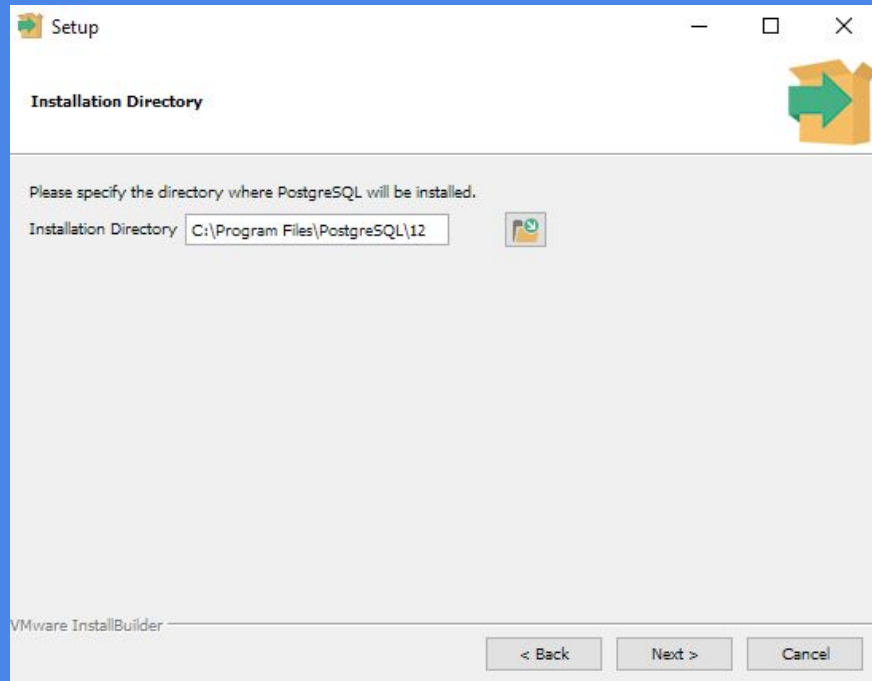 Setup
Installation Directory
Please specify the directory where PostgreSQL will be installed.
Installation Directory C:\Program Files\PostgreSQL\12
VMware InstallBuilder
< Back Next > Cancel